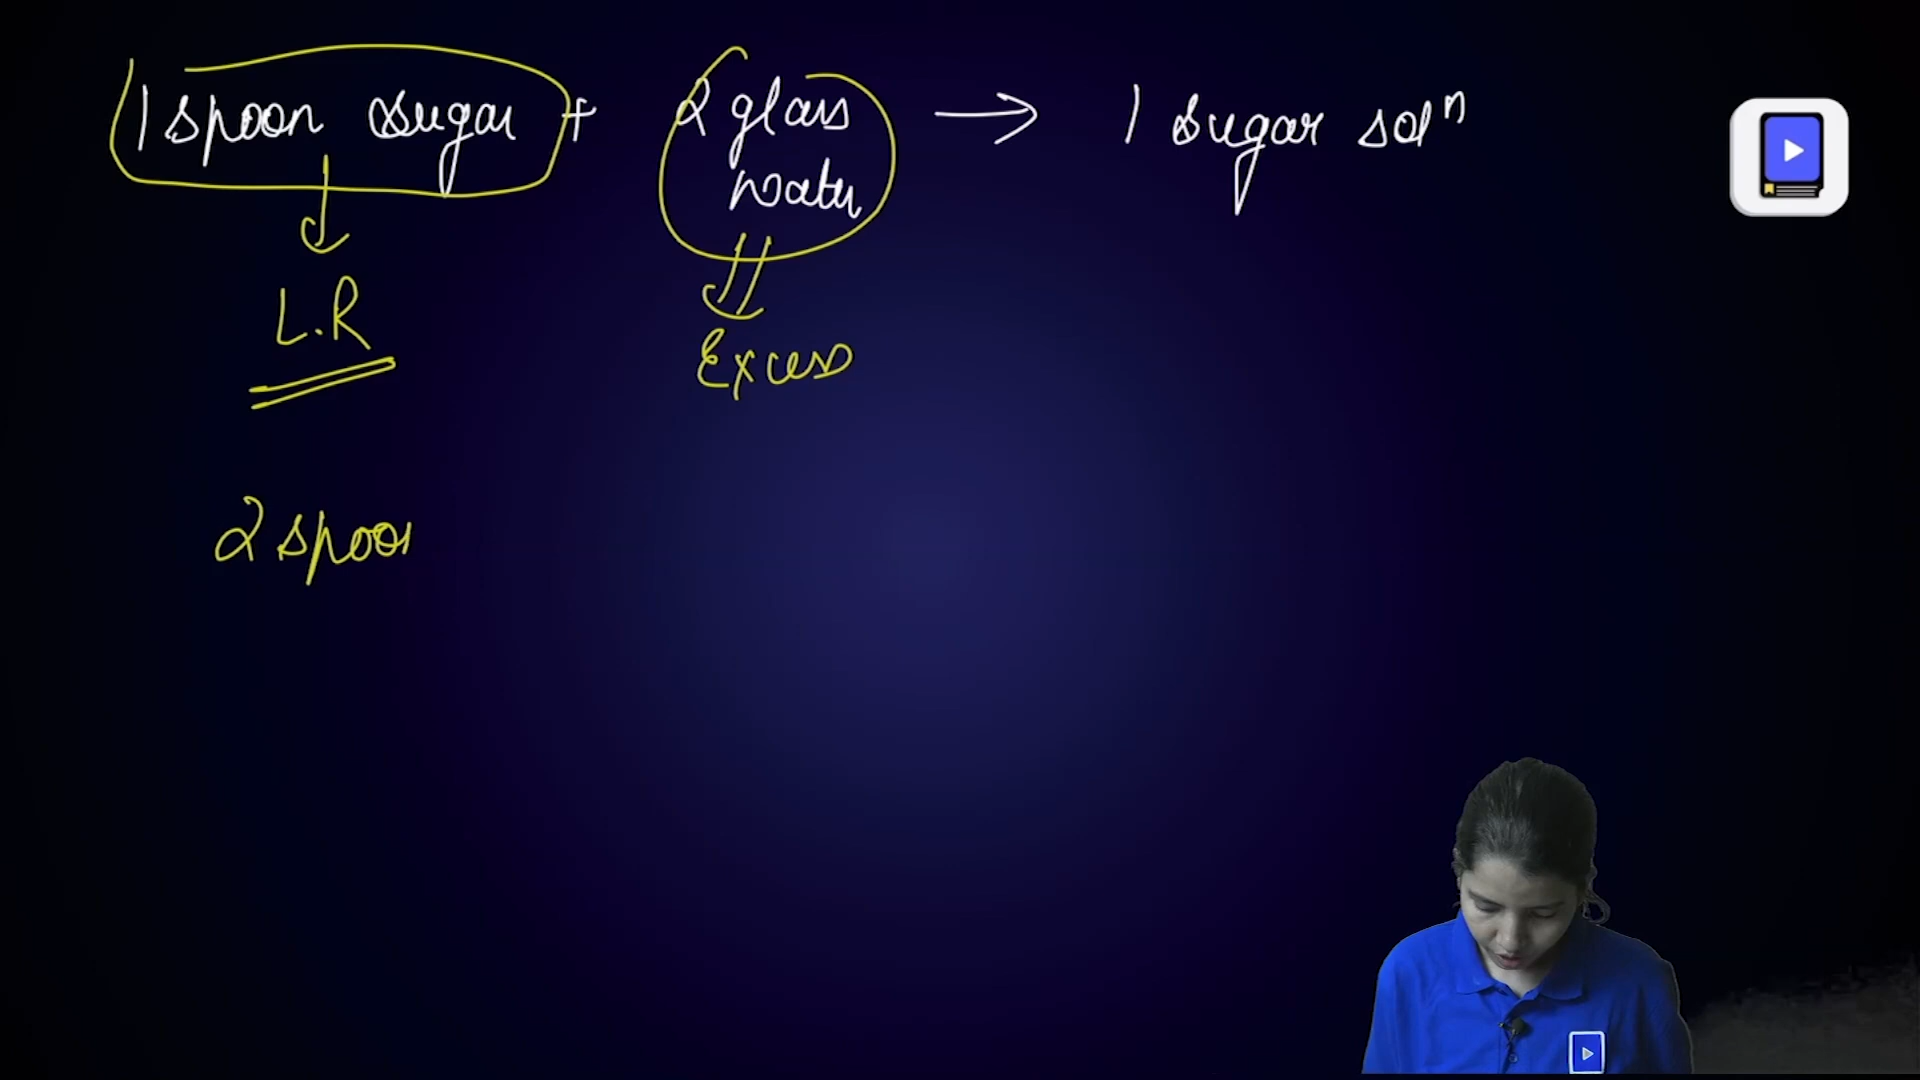 1 spoon sugar + 2 glass water → 1 sugar solⁿ
L.R
Excess
2 spoon